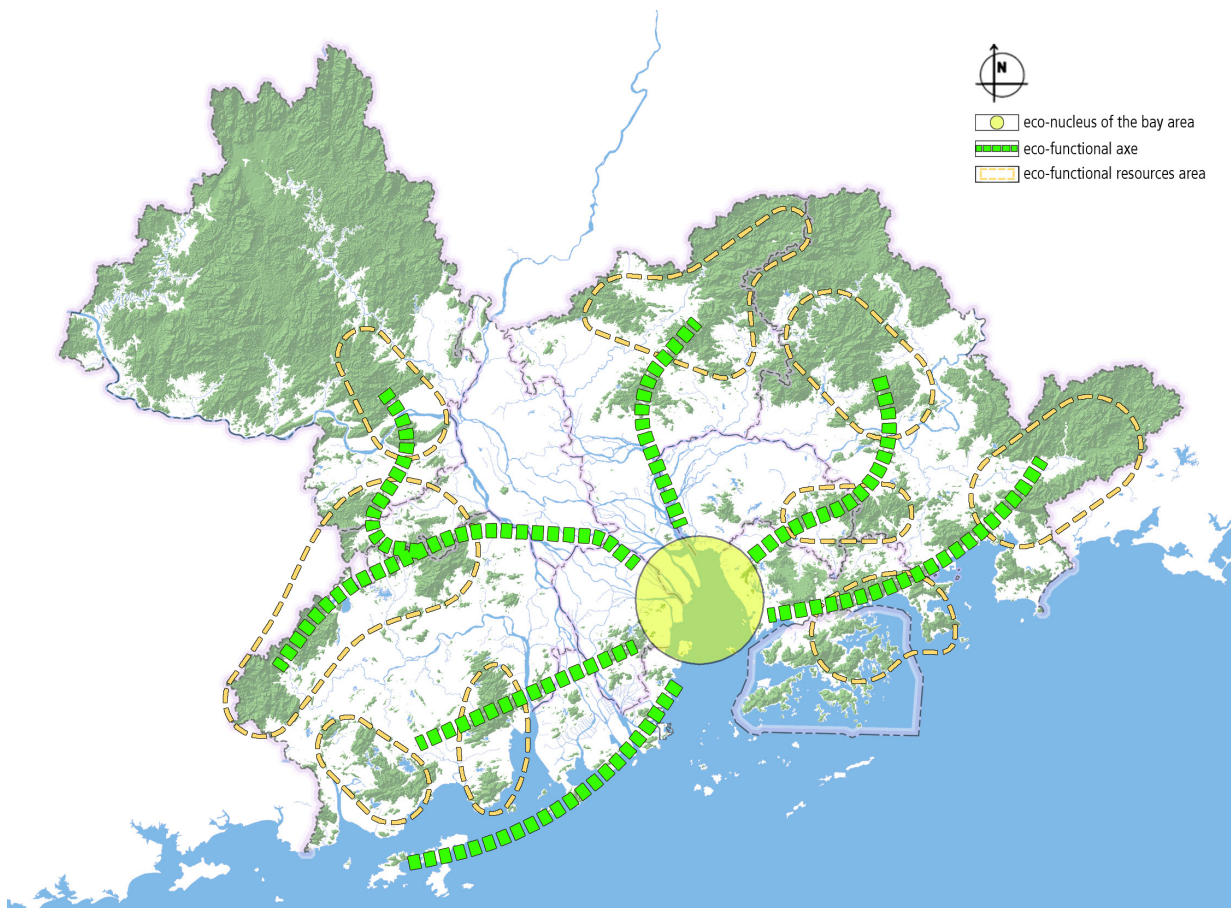 N
eco-nucleus of the bay area
eco-functional axe
eco-functional resources area